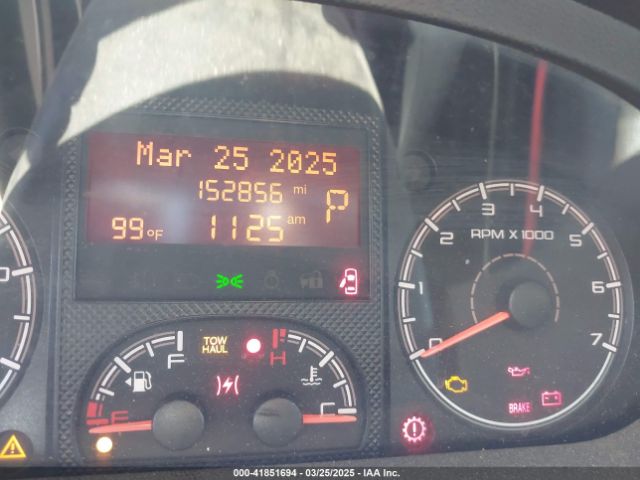 Mar 25 2025
152856 mi
P
99°F 1125 am
RPM X 1000
0 1 2 3 4 5 6 7
F
TOW
HAUL
H
C
BRAKE
000-41851694 | 03/25/2025 - IAA Inc.